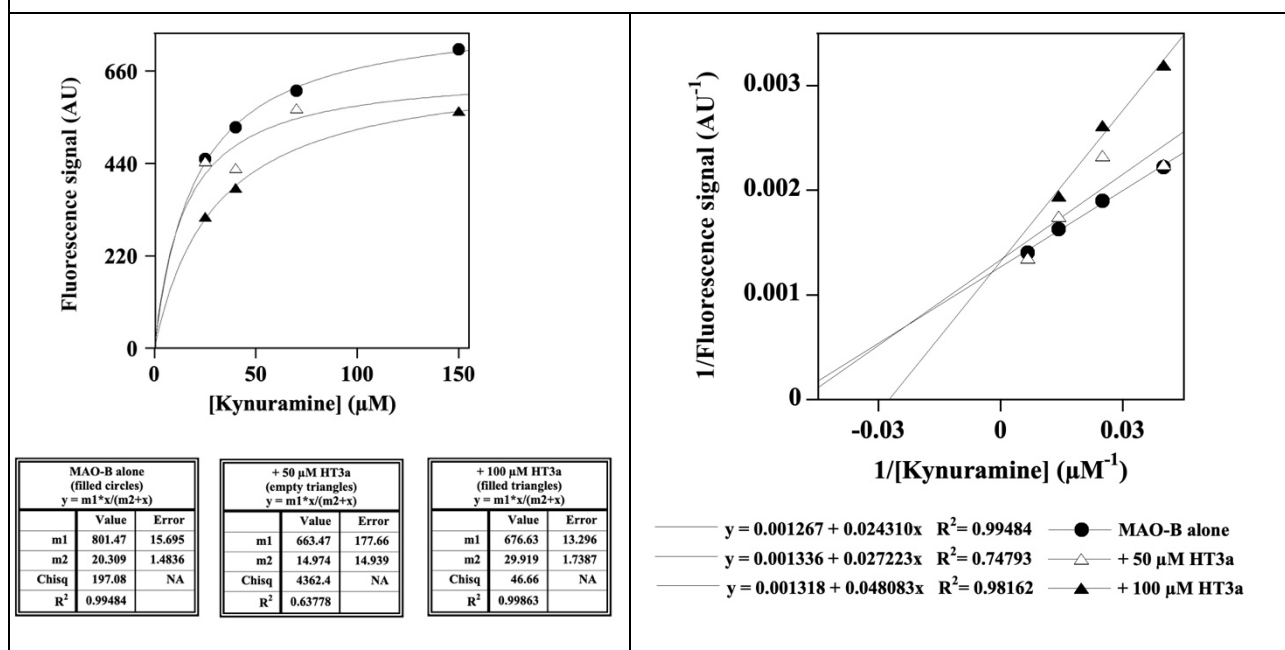 660
440
220
0
0
50
100
150
Fluorescence signal (AU)
[Kynuramine] (µM)
MAO-B alone
(filled circles)
y = m1*x/(m2+x)
Value Error
m1 801.47 15.695
m2 20.309 1.4836
Chisq 197.08 NA
R² 0.99484
+ 50 µM HT3a
(empty triangles)
y = m1*x/(m2+x)
Value Error
m1 663.47 177.66
m2 14.974 14.939
Chisq 4362.4 NA
R² 0.63778
+ 100 µM HT3a
(filled triangles)
y = m1*x/(m2+x)
Value Error
m1 676.63 13.296
m2 29.919 1.7387
Chisq 46.66 NA
R² 0.99863
0.003
0.002
0.001
0
-0.03
0
0.03
1/Fluorescence signal (AU⁻¹)
1/[Kynuramine] (µM⁻¹)
y = 0.001267 + 0.024310x R²= 0.99484 MAO-B alone
y = 0.001336 + 0.027223x R²= 0.74793 + 50 µM HT3a
y = 0.001318 + 0.048083x R²= 0.98162 + 100 µM HT3a